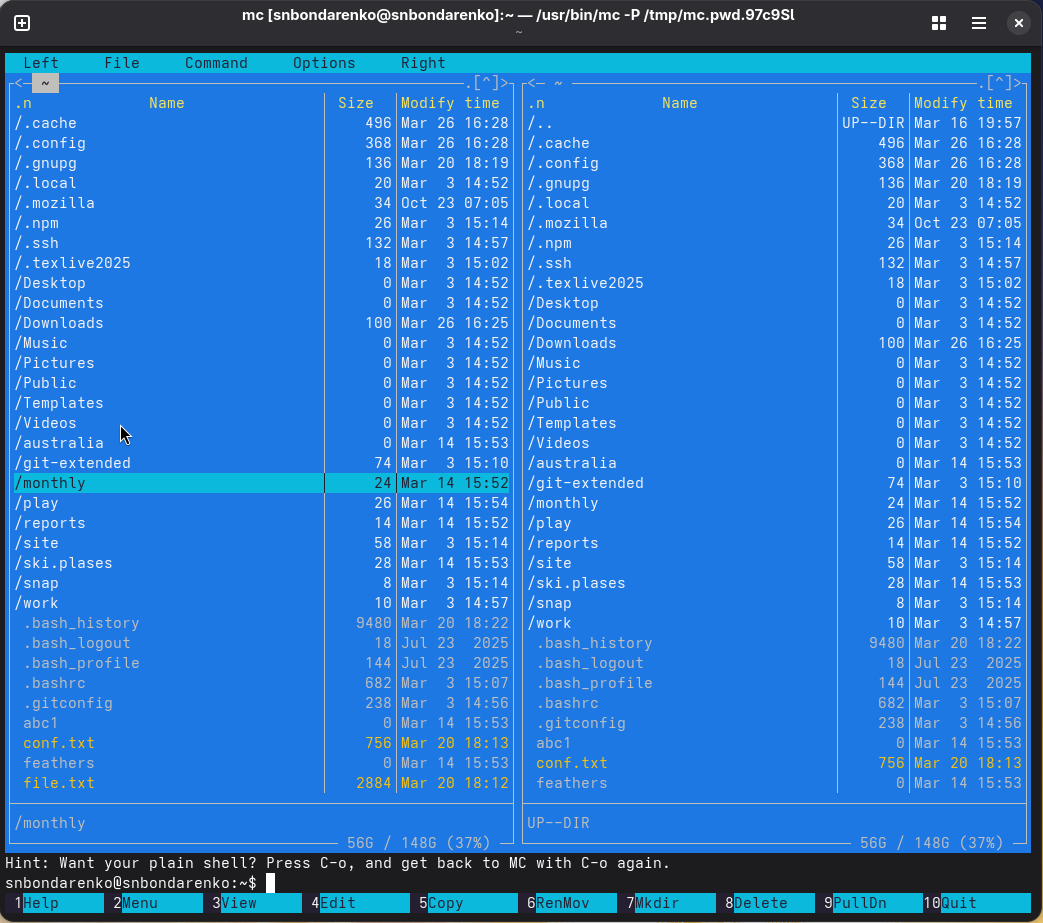 mc [snbondarenko@snbondarenko]:~ — /usr/bin/mc -P /tmp/mc.pwd.97c9Sl
~
Left File Command Options Right
<— ~ .[^]> <— ~ .[^]>
.n Name Size Modify time .n Name Size Modify time
/.cache 496 Mar 26 16:28 /.. UP--DIR Mar 16 19:57
/.config 368 Mar 26 16:28 /.cache 496 Mar 26 16:28
/.gnupg 136 Mar 20 18:19 /.config 368 Mar 26 16:28
/.local 20 Mar 3 14:52 /.gnupg 136 Mar 20 18:19
/.mozilla 34 Oct 23 07:05 /.local 20 Mar 3 14:52
/.npm 26 Mar 3 15:14 /.mozilla 34 Oct 23 07:05
/.ssh 132 Mar 3 14:57 /.npm 26 Mar 3 15:14
/.texlive2025 18 Mar 3 15:02 /.ssh 132 Mar 3 14:57
/Desktop 0 Mar 3 14:52 /.texlive2025 18 Mar 3 15:02
/Documents 0 Mar 3 14:52 /Desktop 0 Mar 3 14:52
/Downloads 100 Mar 26 16:25 /Documents 0 Mar 3 14:52
/Music 0 Mar 3 14:52 /Downloads 100 Mar 26 16:25
/Pictures 0 Mar 3 14:52 /Music 0 Mar 3 14:52
/Public 0 Mar 3 14:52 /Pictures 0 Mar 3 14:52
/Templates 0 Mar 3 14:52 /Public 0 Mar 3 14:52
/Videos 0 Mar 3 14:52 /Templates 0 Mar 3 14:52
/australia 0 Mar 14 15:53 /Videos 0 Mar 3 14:52
/git-extended 74 Mar 3 15:10 /australia 0 Mar 14 15:53
/monthly 24 Mar 14 15:52 /git-extended 74 Mar 3 15:10
/play 26 Mar 14 15:54 /monthly 24 Mar 14 15:52
/reports 14 Mar 14 15:52 /play 26 Mar 14 15:54
/site 58 Mar 3 15:14 /reports 14 Mar 14 15:52
/ski.plases 28 Mar 14 15:53 /site 58 Mar 3 15:14
/snap 8 Mar 3 15:14 /ski.plases 28 Mar 14 15:53
/work 10 Mar 3 14:57 /snap 8 Mar 3 15:14
.bash_history 9480 Mar 20 18:22 /work 10 Mar 3 14:57
.bash_logout 18 Jul 23 2025 .bash_history 9480 Mar 20 18:22
.bash_profile 144 Jul 23 2025 .bash_logout 18 Jul 23 2025
.bashrc 682 Mar 3 15:07 .bash_profile 144 Jul 23 2025
.gitconfig 238 Mar 3 14:56 .bashrc 682 Mar 3 15:07
abc1 0 Mar 14 15:53 .gitconfig 238 Mar 3 14:56
conf.txt 756 Mar 20 18:13 abc1 0 Mar 14 15:53
feathers 0 Mar 14 15:53 conf.txt 756 Mar 20 18:13
file.txt 2884 Mar 20 18:12 feathers 0 Mar 14 15:53
/monthly UP--DIR
56G / 148G (37%) 56G / 148G (37%)
Hint: Want your plain shell? Press C-o, and get back to MC with C-o again.
snbondarenko@snbondarenko:~$
1Help 2Menu 3View 4Edit 5Copy 6RenMov 7Mkdir 8Delete 9PullDn 10Quit